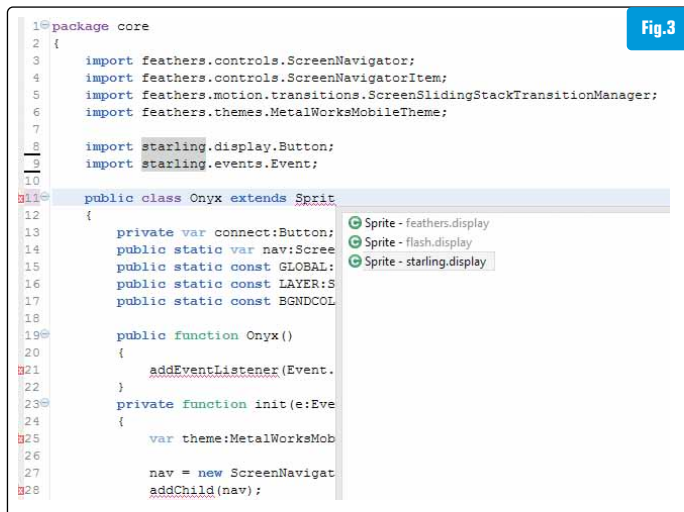 Fig.3
1 package core
2 {
3 import feathers.controls.ScreenNavigator;
4 import feathers.controls.ScreenNavigatorItem;
5 import feathers.motion.transitions.ScreenSlidingStackTransitionManager;
6 import feathers.themes.MetalWorksMobileTheme;
7
8 import starling.display.Button;
9 import starling.events.Event;
10
11 public class Onyx extends Sprit
12 {
13 private var connect:Button;
14 public static var nav:Scree
15 public static const GLOBAL:
16 public static const LAYER:S
17 public static const BGNDCOL
18
19 public function Onyx()
20 {
21 addEventListener(Event.
22 }
23 private function init(e:Eve
24 {
25 var theme:MetalWorksMob
26
27 nav = new ScreenNavigat
28 addChild(nav);
Sprite - feathers.display
Sprite - flash.display
Sprite - starling.display